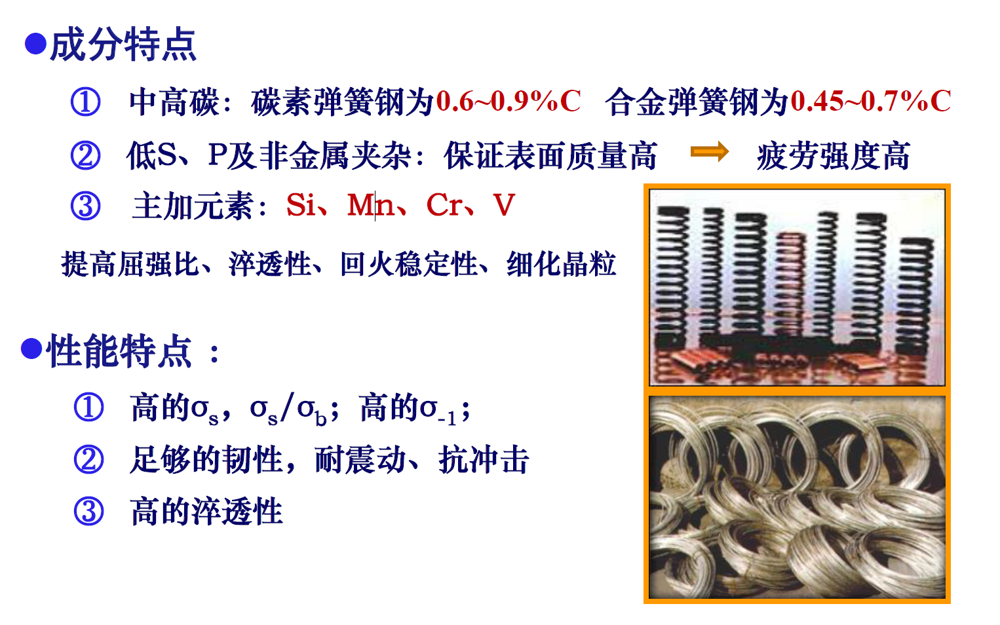 ●成分特点
① 中高碳：碳素弹簧钢为0.6~0.9%C 合金弹簧钢为0.45~0.7%C
② 低S、P及非金属夹杂：保证表面质量高 疲劳强度高
③ 主加元素：Si、Mn、Cr、V
提高屈强比、淬透性、回火稳定性、细化晶粒
●性能特点 ：
① 高的σs，σs/σb；高的σ-1；
② 足够的韧性，耐震动、抗冲击
③ 高的淬透性